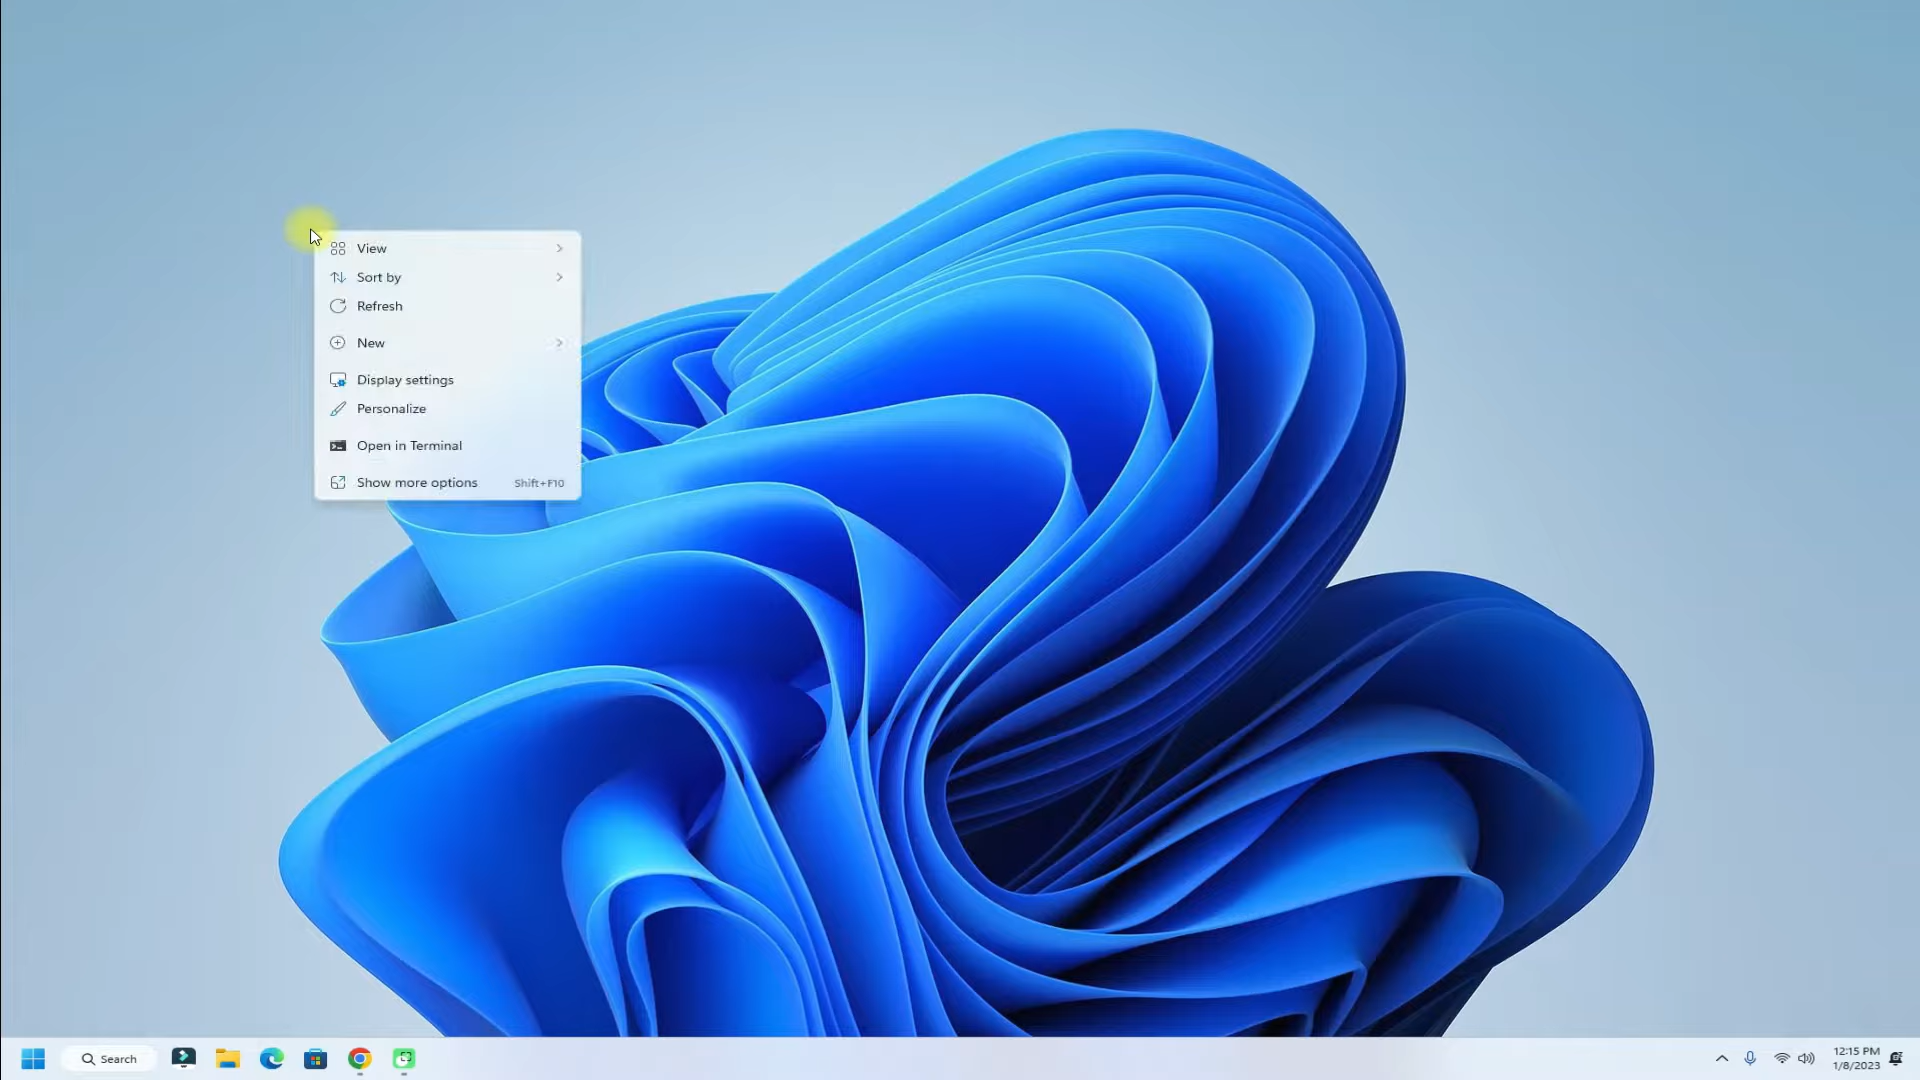 View
Sort by
Refresh
New
Display settings
Personalize
Open in Terminal
Show more options Shift+F10
Search
12:15 PM
1/8/2023